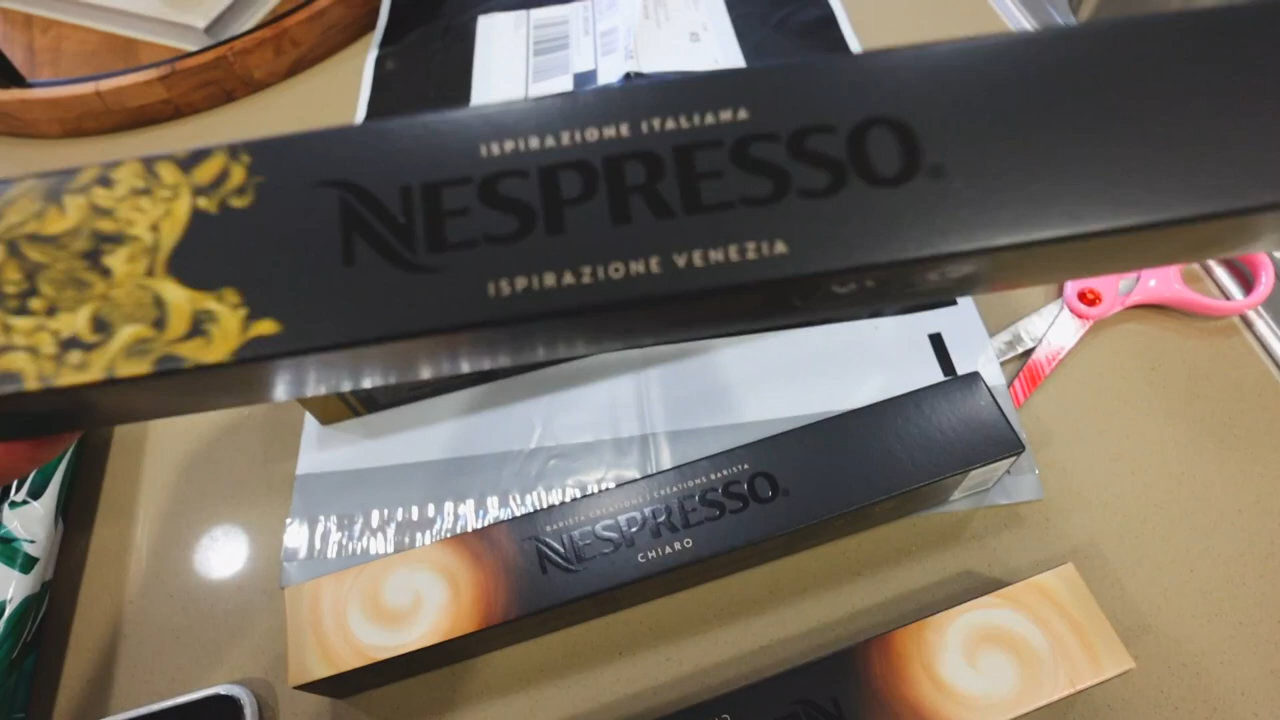 ISPIRAZIONE ITALIANA
NESPRESSO.
ISPIRAZIONE VENEZIA
BARISTA CREATIONS | CRÉATIONS BARISTA
NESPRESSO.
CHIARO